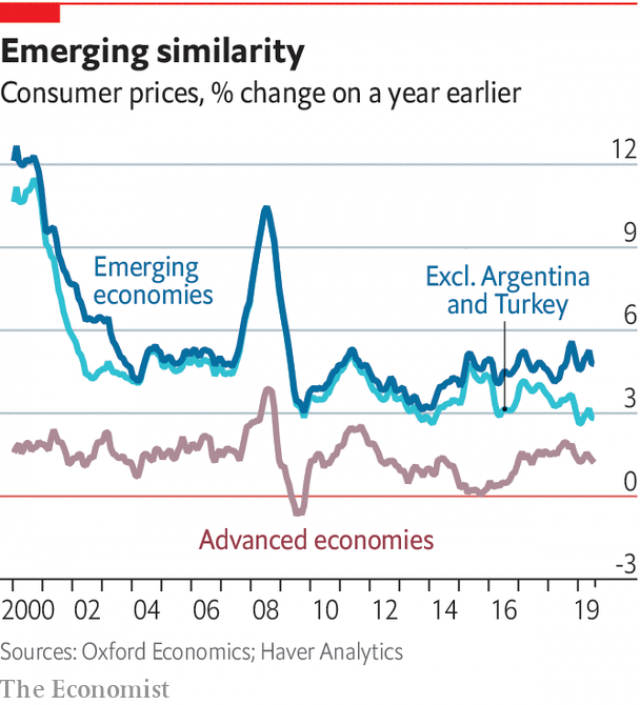 Emerging similarity
Consumer prices, % change on a year earlier
12
9
Emerging
economies
Excl. Argentina
and Turkey
6
3
0
Advanced economies
-3
2000 02 04 06 08 10 12 14 16 19
Sources: Oxford Economics; Haver Analytics
The Economist